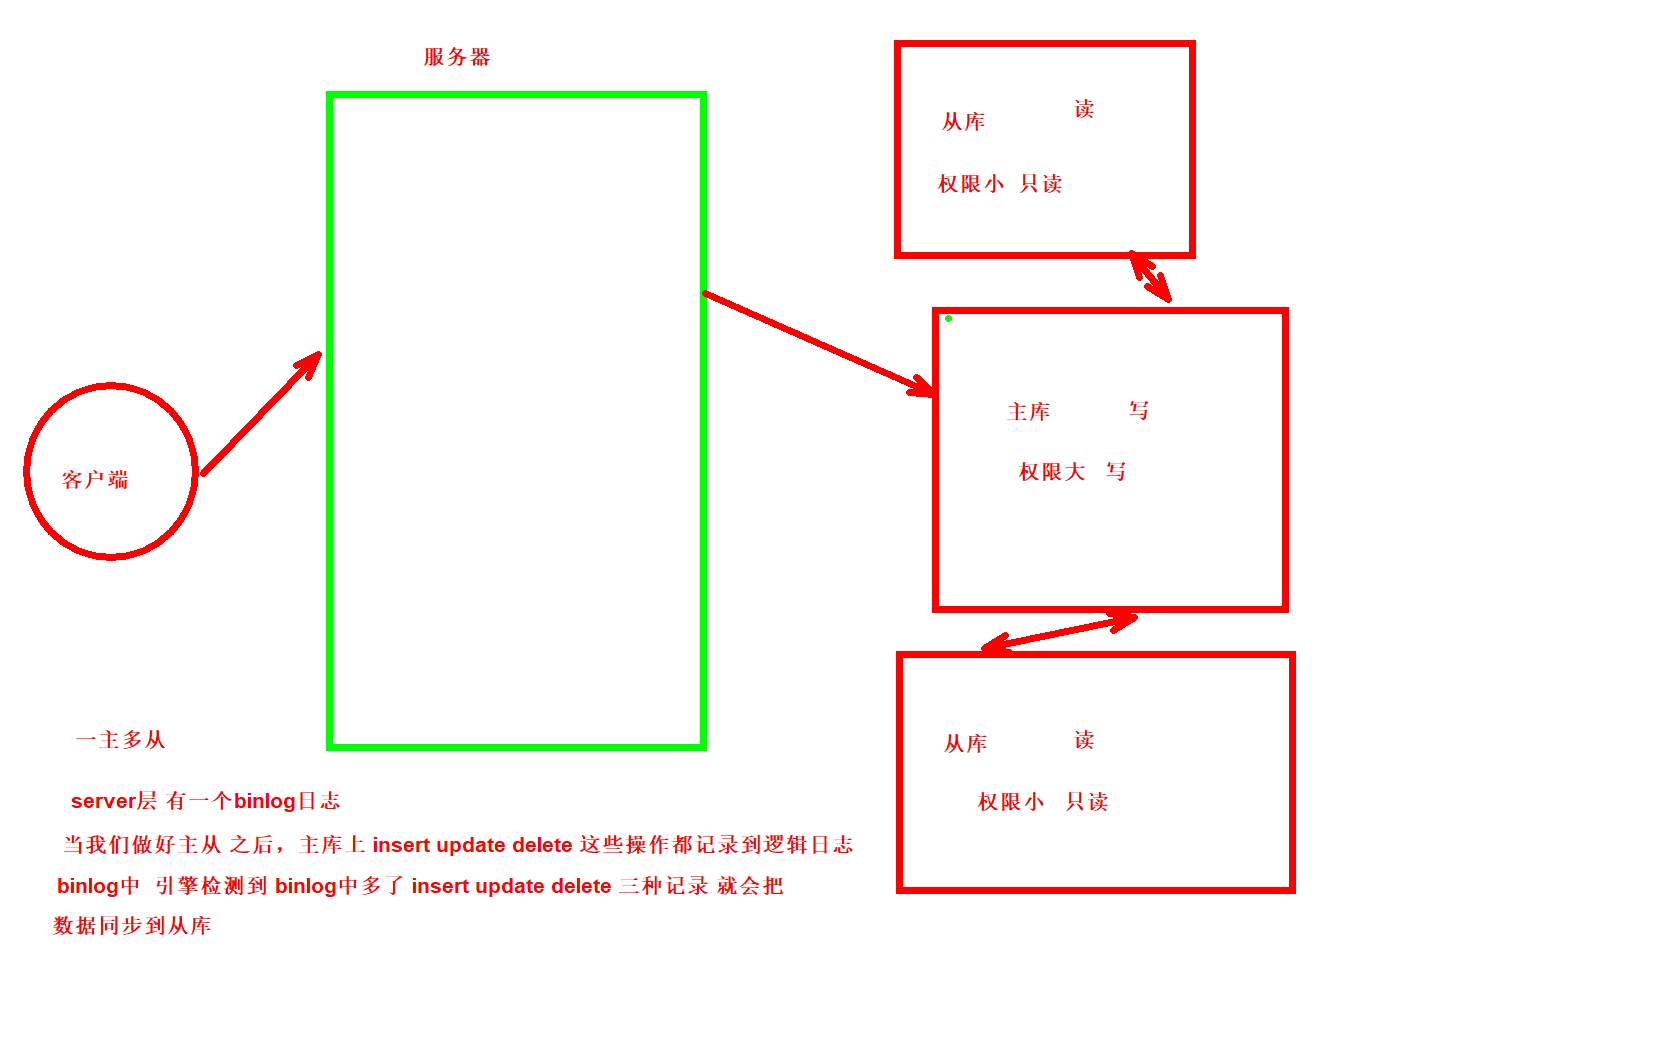 服务器
从库 读
权限小 只读
主库 写
权限大 写
客户端
从库 读
权限小 只读
一主多从
server层 有一个binlog日志
当我们做好主从 之后，主库上 insert update delete 这些操作都记录到逻辑日志
binlog中 引擎检测到 binlog中多了 insert update delete 三种记录 就会把
数据同步到从库